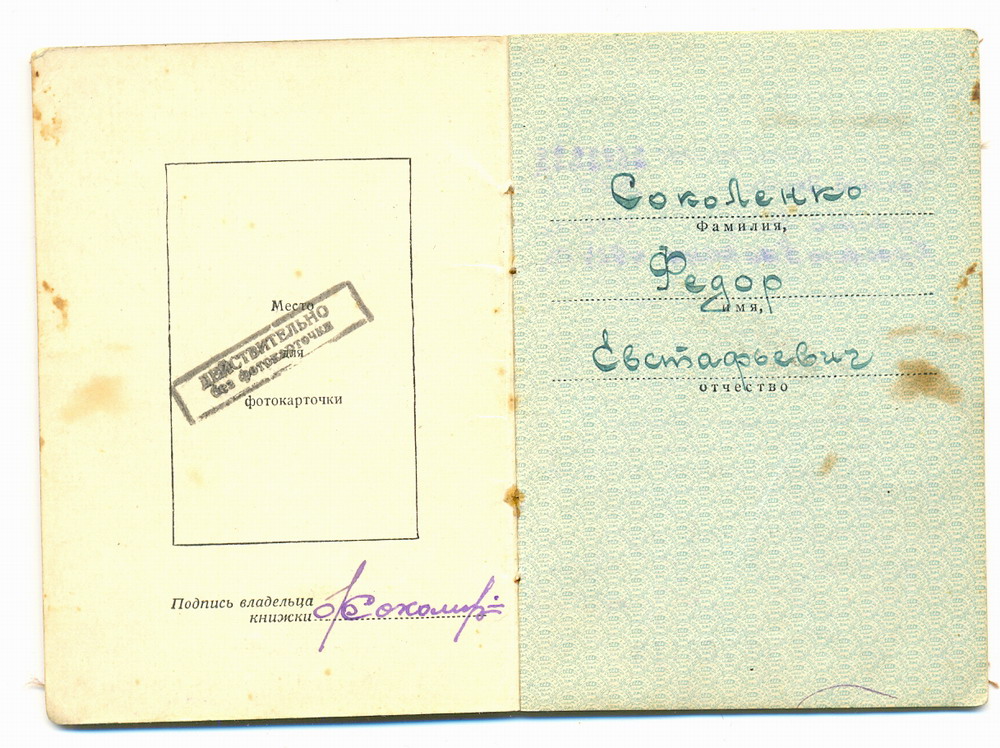 Место
для
фотокарточки
ДЕЙСТВИТЕЛЬНО
без фотокарточки
Подпись владельца
книжки
Соколенко
Фамилия,
Федор
имя,
Евстафьевич
отчество